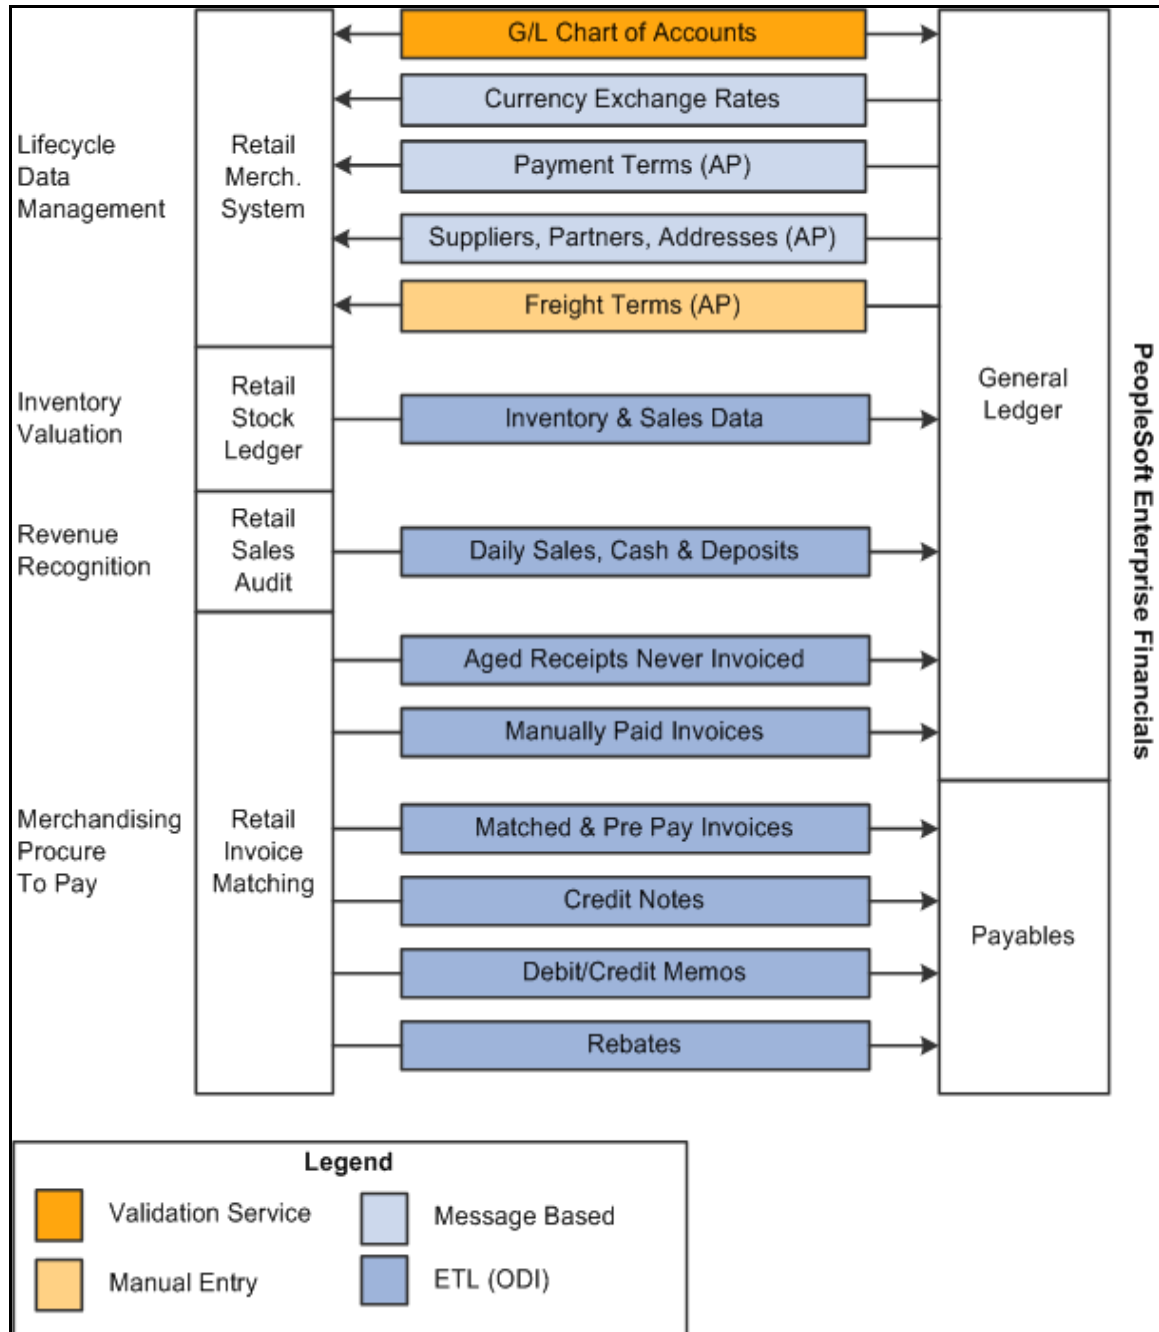 G/L Chart of Accounts
Currency Exchange Rates
Lifecycle
Data
Management
Retail
Merch.
System
Payment Terms (AP)
Suppliers, Partners, Addresses (AP)
Freight Terms (AP)
Inventory
Valuation
Retail
Stock
Ledger
Inventory & Sales Data
General
Ledger
PeopleSoft Enterprise Financials
Revenue
Recognition
Retail
Sales
Audit
Daily Sales, Cash & Deposits
Aged Receipts Never Invoiced
Manually Paid Invoices
Merchandising
Procure
To Pay
Retail
Invoice
Matching
Matched & Pre Pay Invoices
Credit Notes
Debit/Credit Memos
Rebates
Payables
Legend
Validation Service
Message Based
Manual Entry
ETL (ODI)